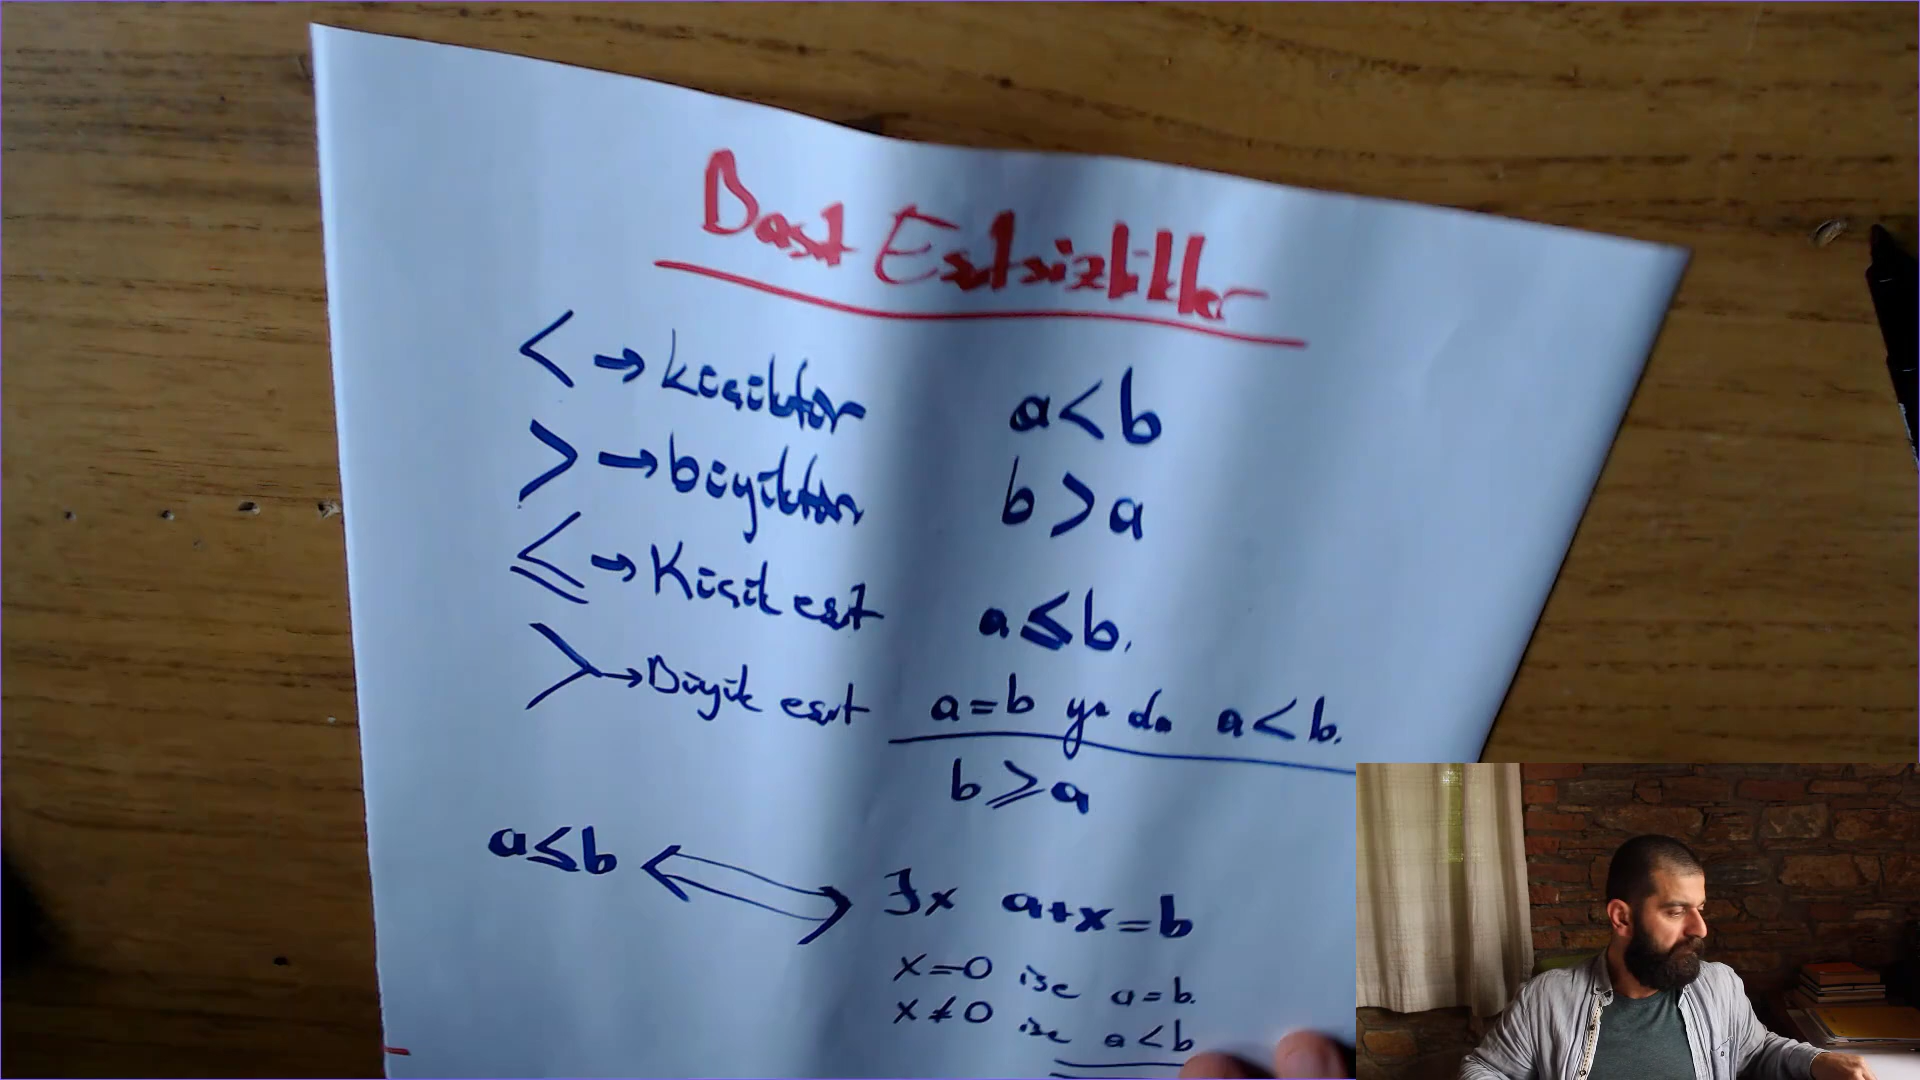 Basit Eşitsizlikler
< → küçüktür a<b
> → büyüktür b>a
≤ → Küçük eşit a≤b.
> → Büyük eşit a=b ya da a<b.
b≥a
a≤b ⟺ ∃x a+x=b
x=0 ise a=b.
x≠0 ise a<b